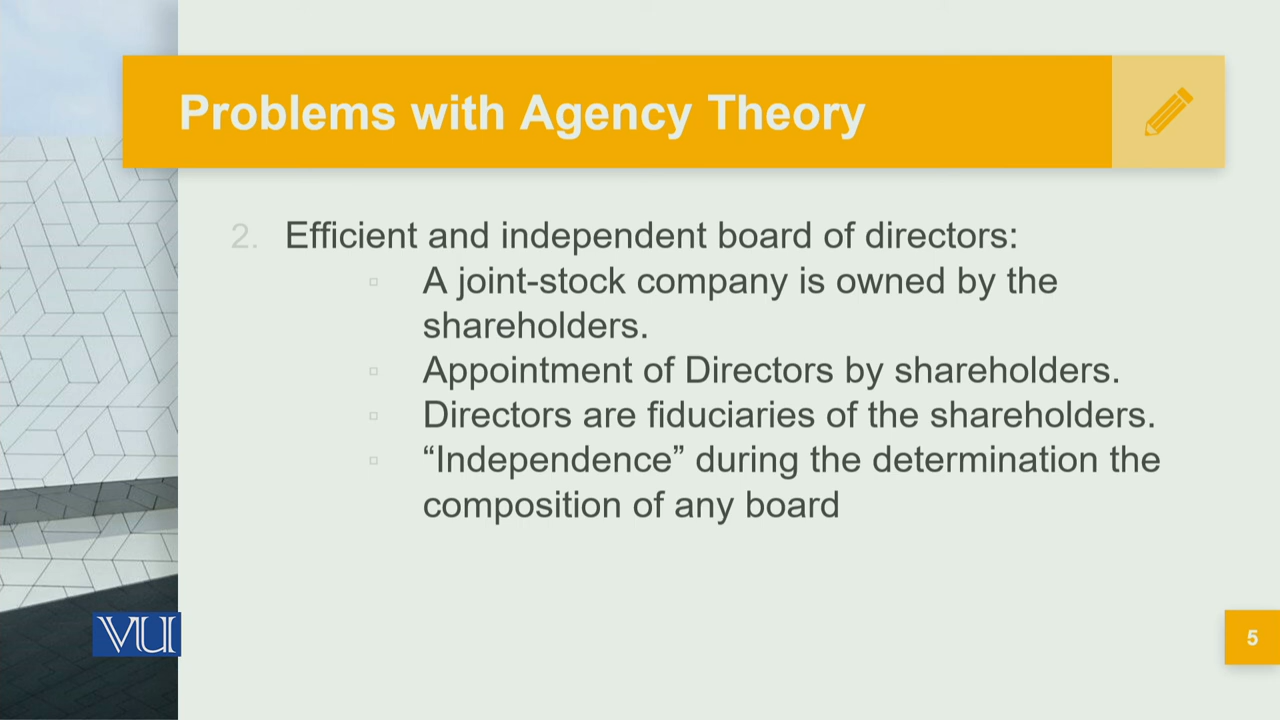 Problems with Agency Theory
2. Efficient and independent board of directors:
▫ A joint-stock company is owned by the
shareholders.
▫ Appointment of Directors by shareholders.
▫ Directors are fiduciaries of the shareholders.
▫ “Independence” during the determination the
composition of any board
VU
5